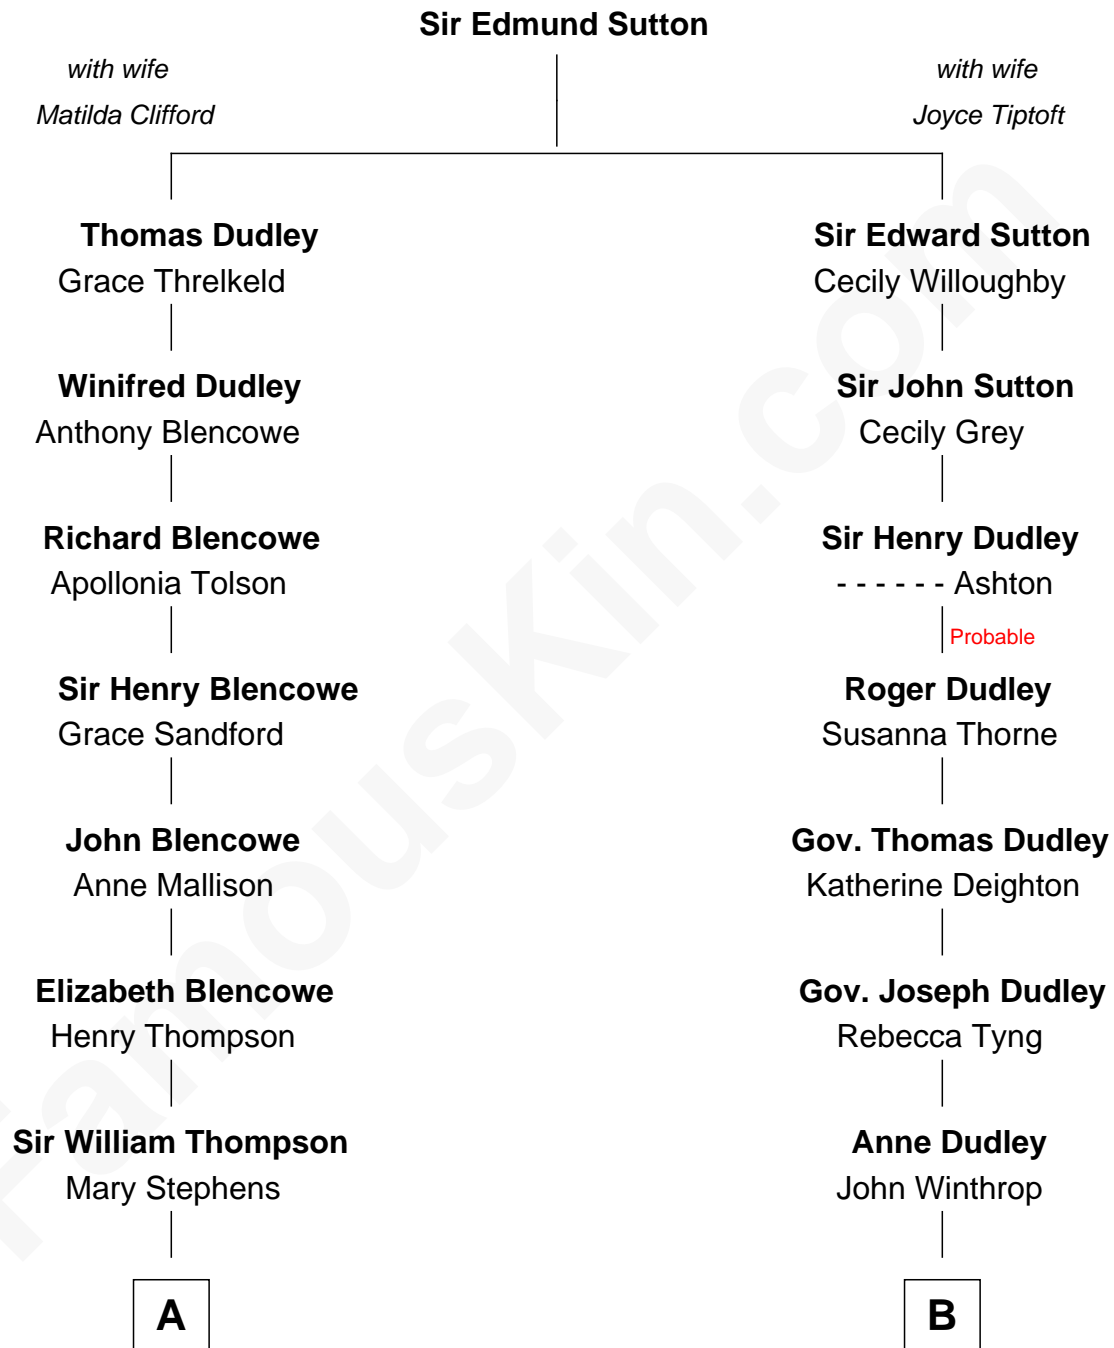 Sir Edmund Sutton
with wife
Matilda Clifford
with wife
Joyce Tiptoft
Thomas Dudley
Grace Threlkeld
Sir Edward Sutton
Cecily Willoughby
Winifred Dudley
Anthony Blencowe
Sir John Sutton
Cecily Grey
Richard Blencowe
Apollonia Tolson
Sir Henry Dudley
- - - - - - Ashton
Probable
Sir Henry Blencowe
Grace Sandford
Roger Dudley
Susanna Thorne
John Blencowe
Anne Mallison
Gov. Thomas Dudley
Katherine Deighton
Elizabeth Blencowe
Henry Thompson
Gov. Joseph Dudley
Rebecca Tyng
Sir William Thompson
Mary Stephens
Anne Dudley
John Winthrop
A
B
FamousKin.com